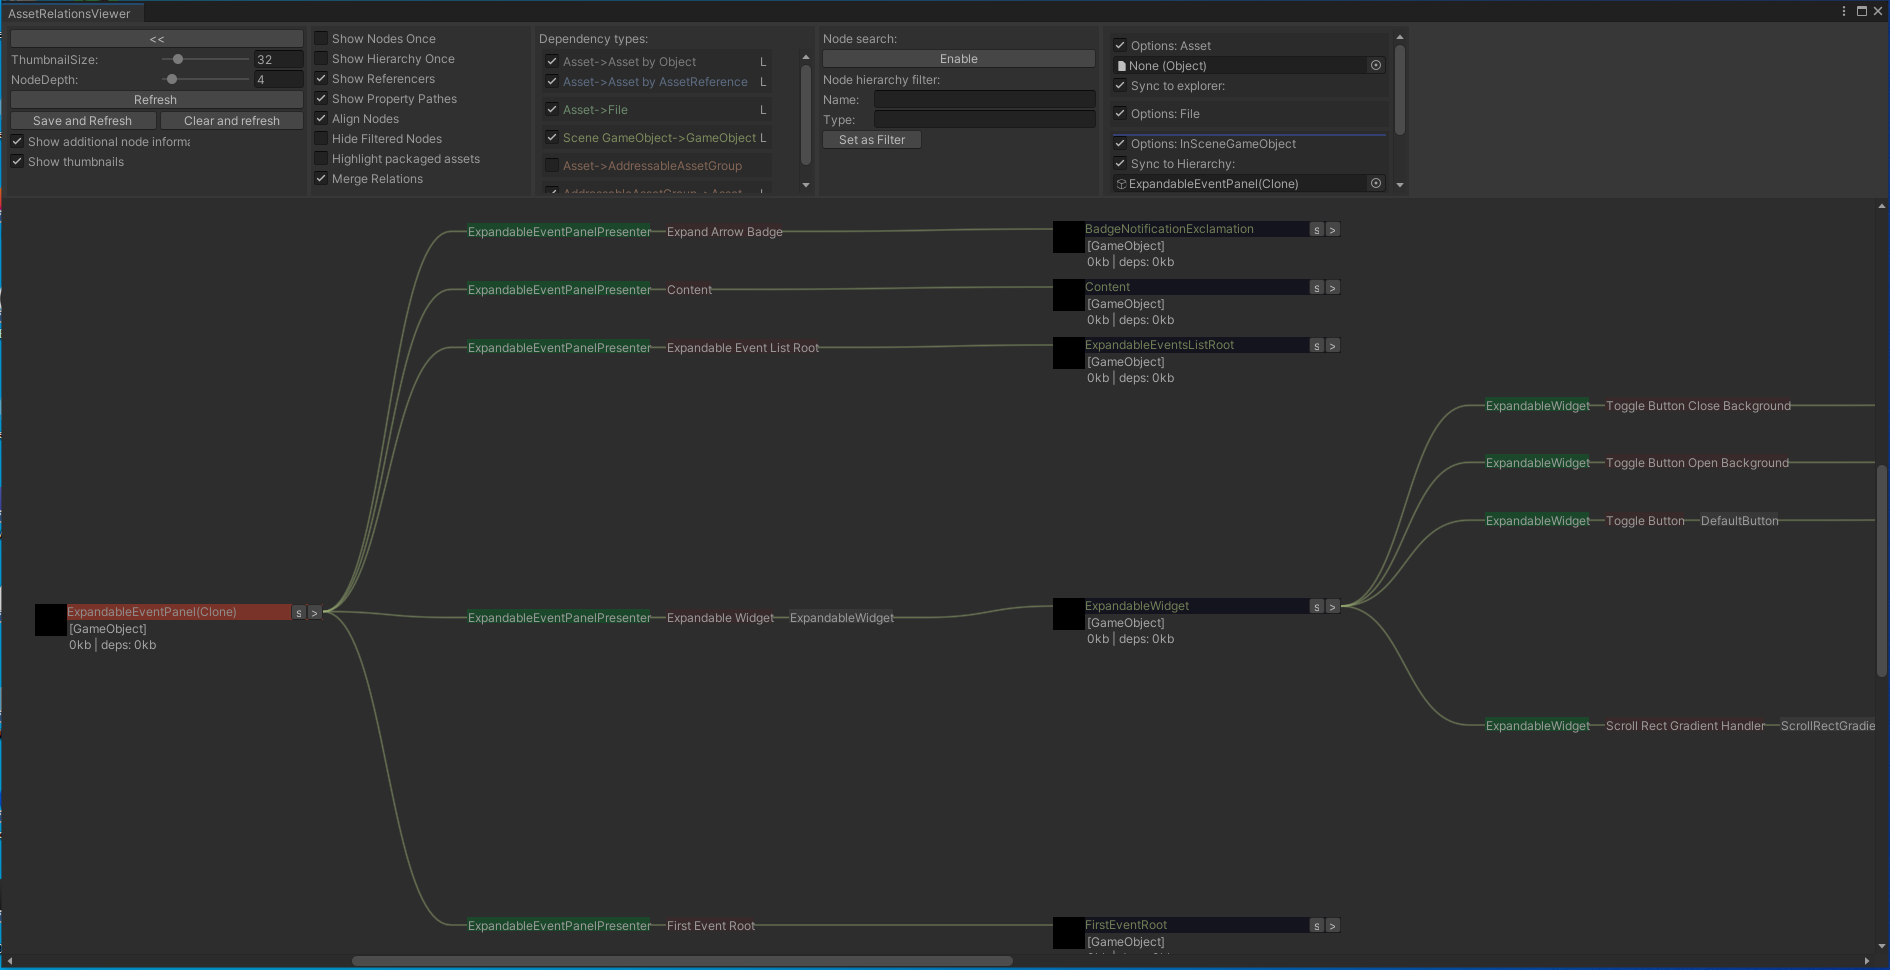 AssetRelationsViewer
<<
ThumbnailSize: 32
NodeDepth: 4
Refresh
Save and Refresh Clear and refresh
Show additional node informa
Show thumbnails
Show Nodes Once
Show Hierarchy Once
Show Referencers
Show Property Pathes
Align Nodes
Hide Filtered Nodes
Highlight packaged assets
Merge Relations
Dependency types:
Asset->Asset by Object L
Asset->Asset by AssetReference L
Asset->File L
Scene GameObject->GameObject L
Asset->AddressableAssetGroup
AddressableAssetGroup->Asset L
Node search:
Enable
Node hierarchy filter:
Name:
Type:
Set as Filter
Options: Asset
None (Object)
Sync to explorer:
Options: File
Options: InSceneGameObject
Sync to Hierarchy:
ExpandableEventPanel(Clone)
ExpandableEventPanelPresenter Expand Arrow Badge
BadgeNotificationExclamation s >
[GameObject]
0kb | deps: 0kb
ExpandableEventPanelPresenter Content
Content s >
[GameObject]
0kb | deps: 0kb
ExpandableEventPanelPresenter Expandable Event List Root
ExpandableEventsListRoot s >
[GameObject]
0kb | deps: 0kb
ExpandableWidget Toggle Button Close Background
ExpandableWidget Toggle Button Open Background
ExpandableWidget Toggle Button DefaultButton
ExpandableEventPanel(Clone) s >
[GameObject]
0kb | deps: 0kb
ExpandableEventPanelPresenter Expandable Widget ExpandableWidget
ExpandableWidget s >
[GameObject]
0kb | deps: 0kb
ExpandableWidget Scroll Rect Gradient Handler ScrollRectGradie
ExpandableEventPanelPresenter First Event Root
FirstEventRoot s >
[GameObject]